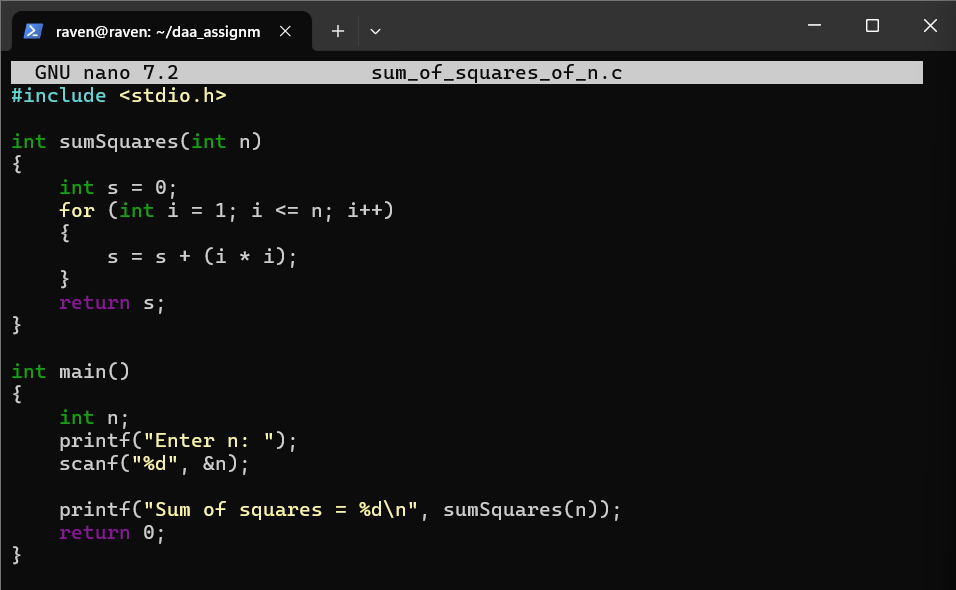 raven@raven: ~/daa_assignm
GNU nano 7.2 sum_of_squares_of_n.c
#include <stdio.h>

int sumSquares(int n)
{
    int s = 0;
    for (int i = 1; i <= n; i++)
    {
        s = s + (i * i);
    }
    return s;
}

int main()
{
    int n;
    printf("Enter n: ");
    scanf("%d", &n);

    printf("Sum of squares = %d\n", sumSquares(n));
    return 0;
}